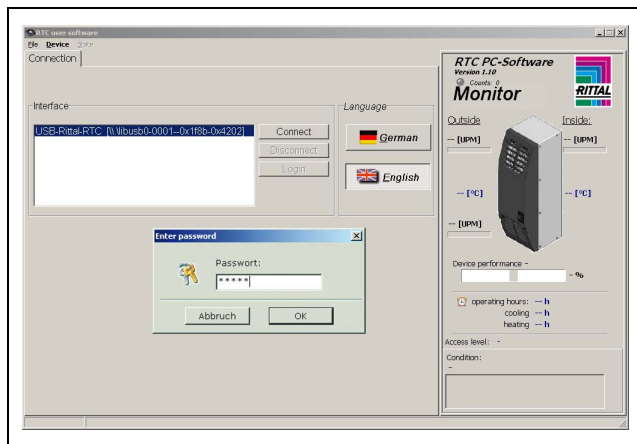 RTC user software
File Device State
Connection
Interface
USB-Rittal-RTC [\\.\libusb0-0001--0x1f8b-0x4202]
Connect
Disconnect
Login
Language
German
English
Enter password
Passwort:
*****
Abbruch OK
RTC PC-Software
Version 1.10
Counts: 0
Monitor
RITTAL
Outside Inside:
-- [UPM] -- [UPM]
-- [°C] -- [°C]
-- [UPM]
Device performance -
- %
operating hours: -- h
cooling -- h
heating -- h
Access level: -
Condition:
-